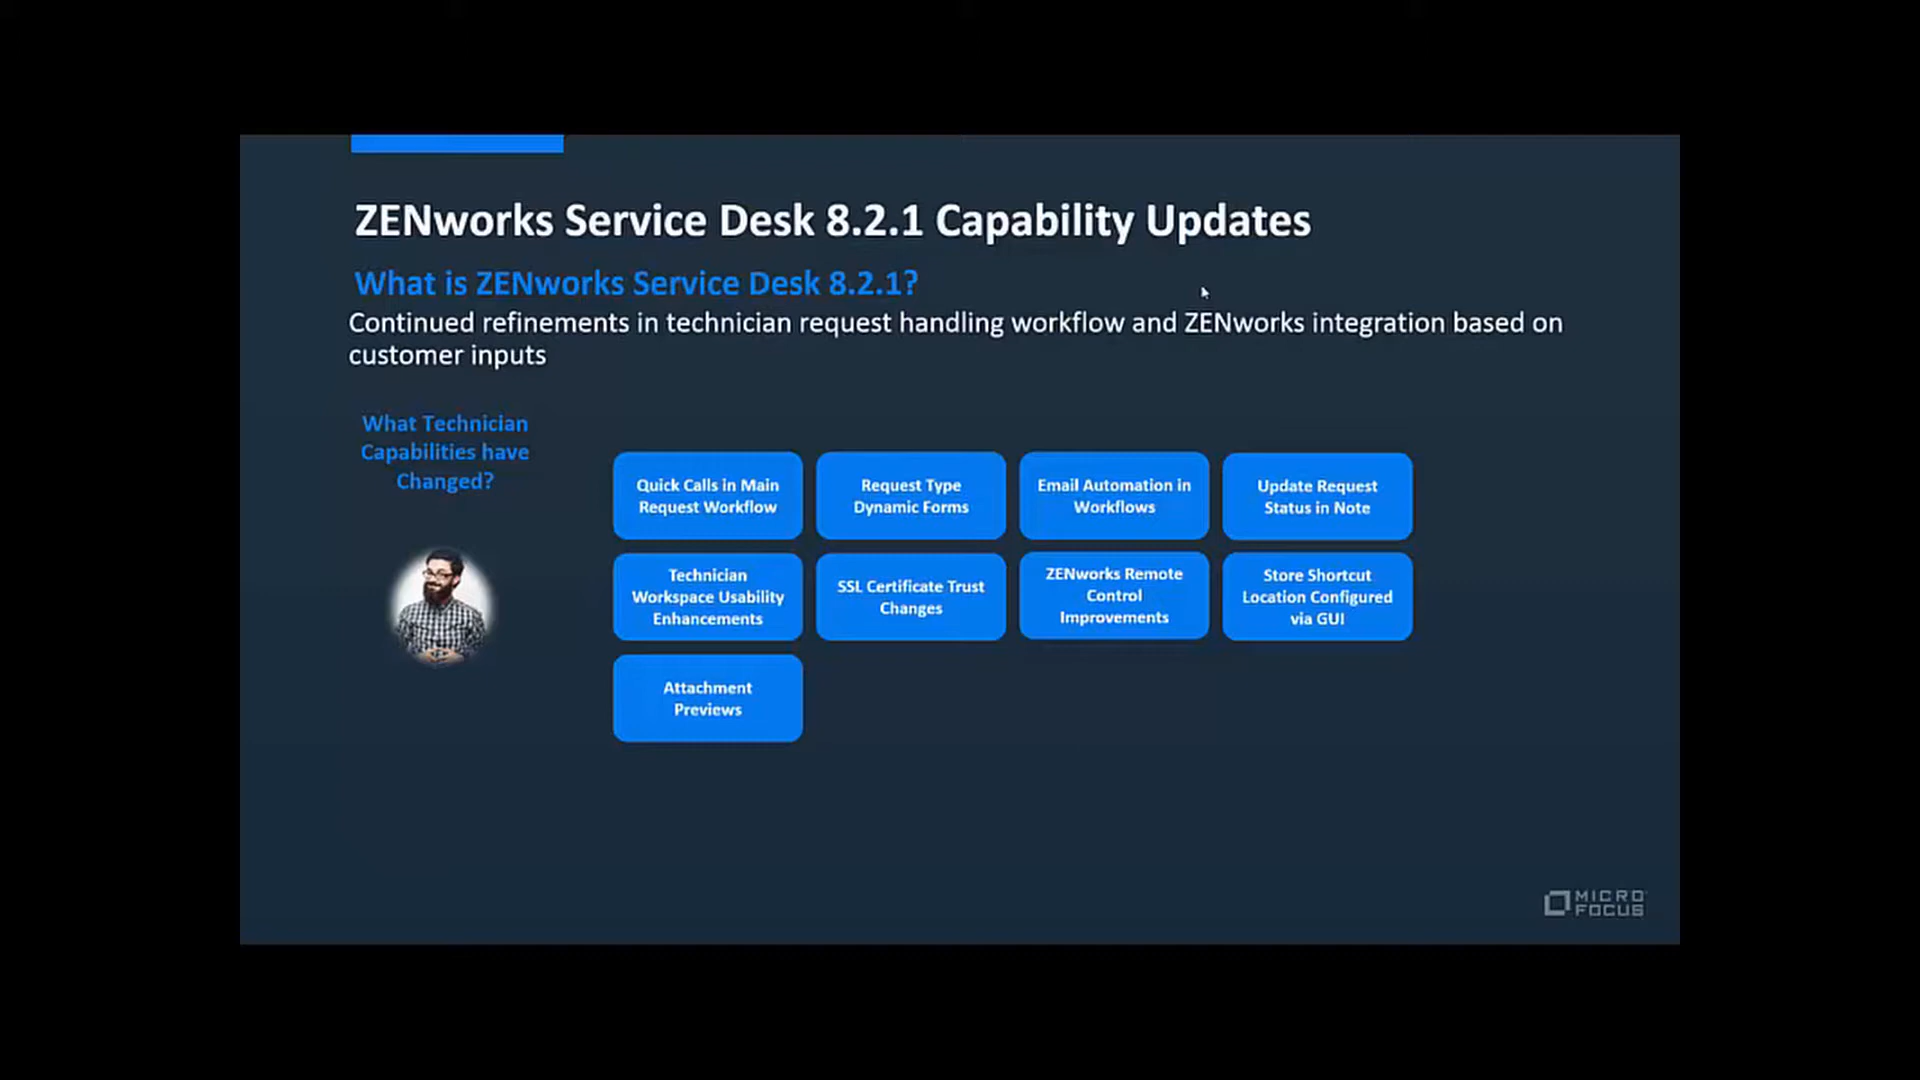 ZENworks Service Desk 8.2.1 Capability Updates
What is ZENworks Service Desk 8.2.1?
Continued refinements in technician request handling workflow and ZENworks integration based on
customer inputs
What Technician
Capabilities have
Changed?
Quick Calls in Main
Request Workflow
Request Type
Dynamic Forms
Email Automation in
Workflows
Update Request
Status in Note
Technician
Workspace Usability
Enhancements
SSL Certificate Trust
Changes
ZENworks Remote
Control
Improvements
Store Shortcut
Location Configured
via GUI
Attachment
Previews
MICRO
FOCUS